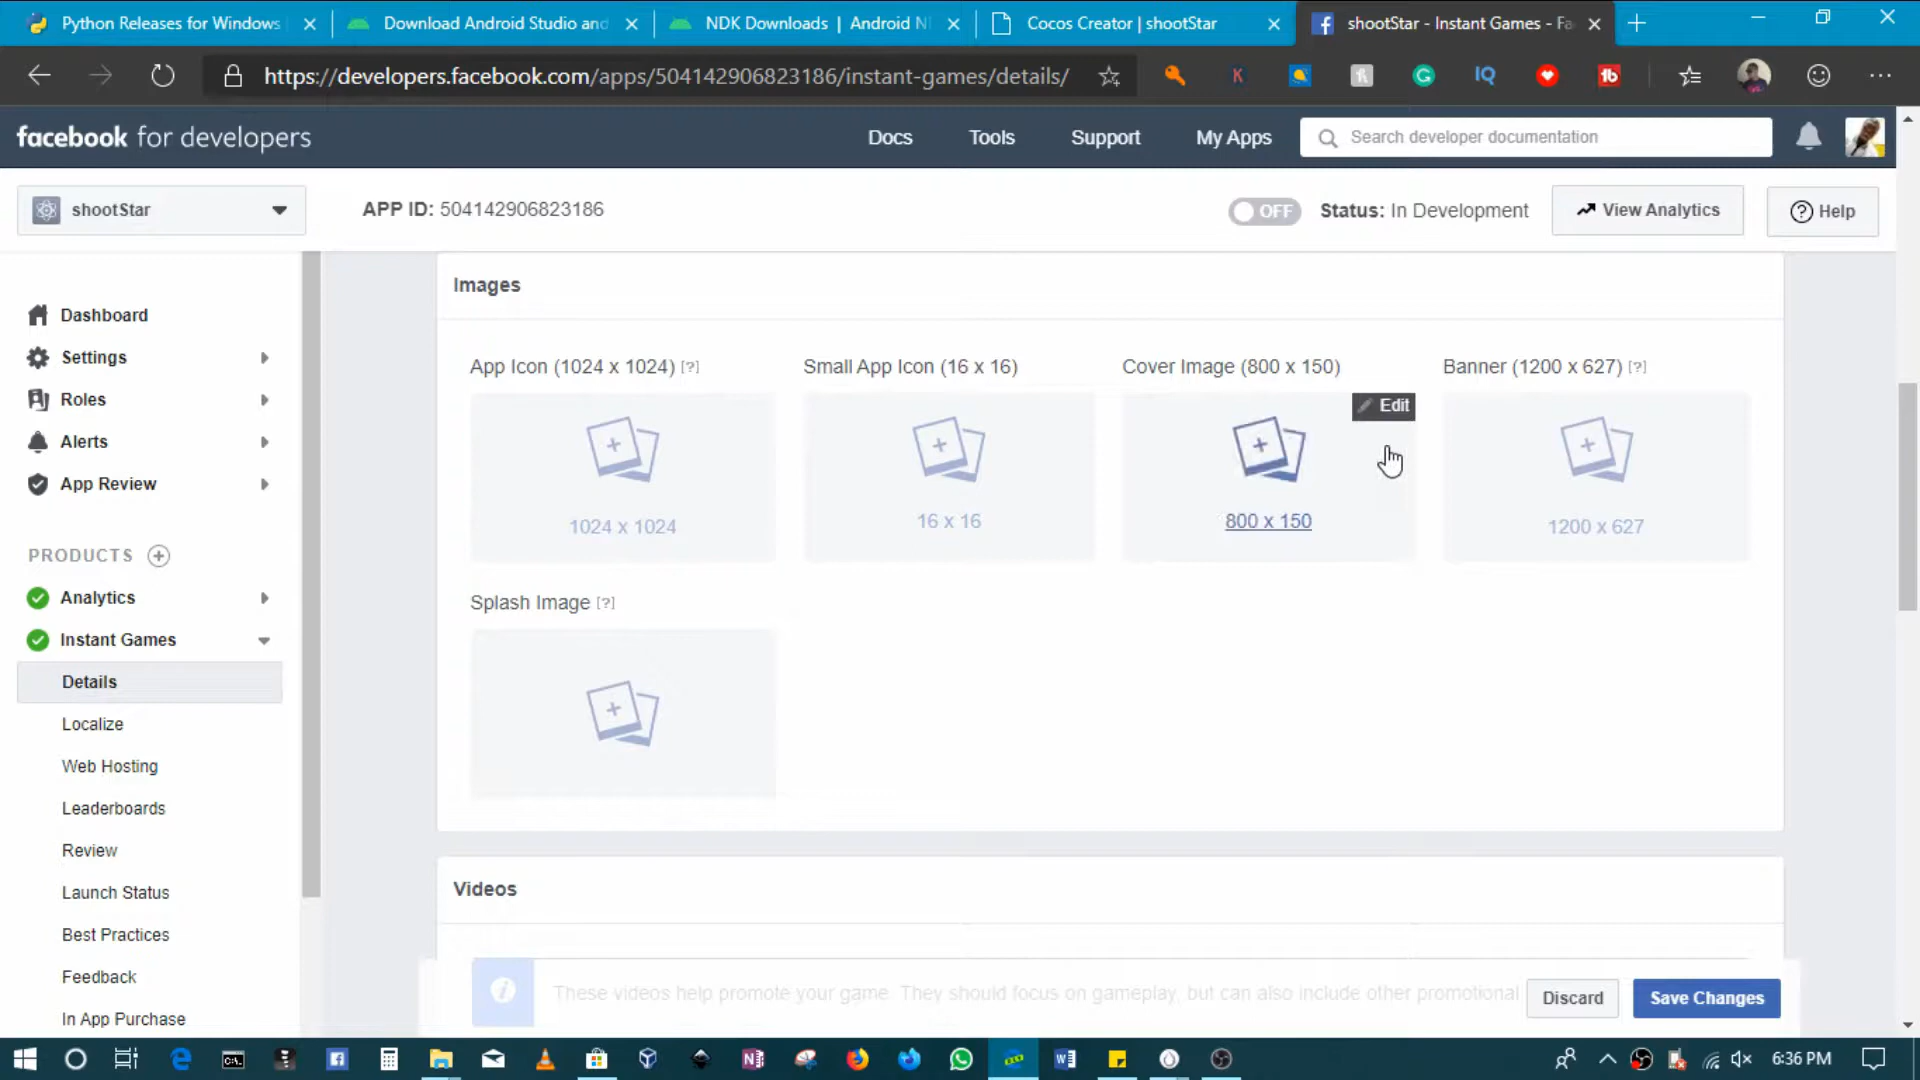 Python Releases for Windows
Download Android Studio and
NDK Downloads | Android N
Cocos Creator | shootStar
shootStar - Instant Games - Fa
https://developers.facebook.com/apps/504142906823186/instant-games/details/
facebook for developers
Docs
Tools
Support
My Apps
Search developer documentation
shootStar
APP ID: 504142906823186
OFF
Status: In Development
View Analytics
Help
Dashboard
Settings
Roles
Alerts
App Review
PRODUCTS
Analytics
Instant Games
Details
Localize
Web Hosting
Leaderboards
Review
Launch Status
Best Practices
Feedback
In App Purchase
Images
App Icon (1024 x 1024) [?]
Small App Icon (16 x 16)
Cover Image (800 x 150)
Banner (1200 x 627) [?]
Edit
1024 x 1024
16 x 16
800 x 150
1200 x 627
Splash Image [?]
Videos
These videos help promote your game. They should focus on gameplay, but can also include other promotional
Discard
Save Changes
6:36 PM